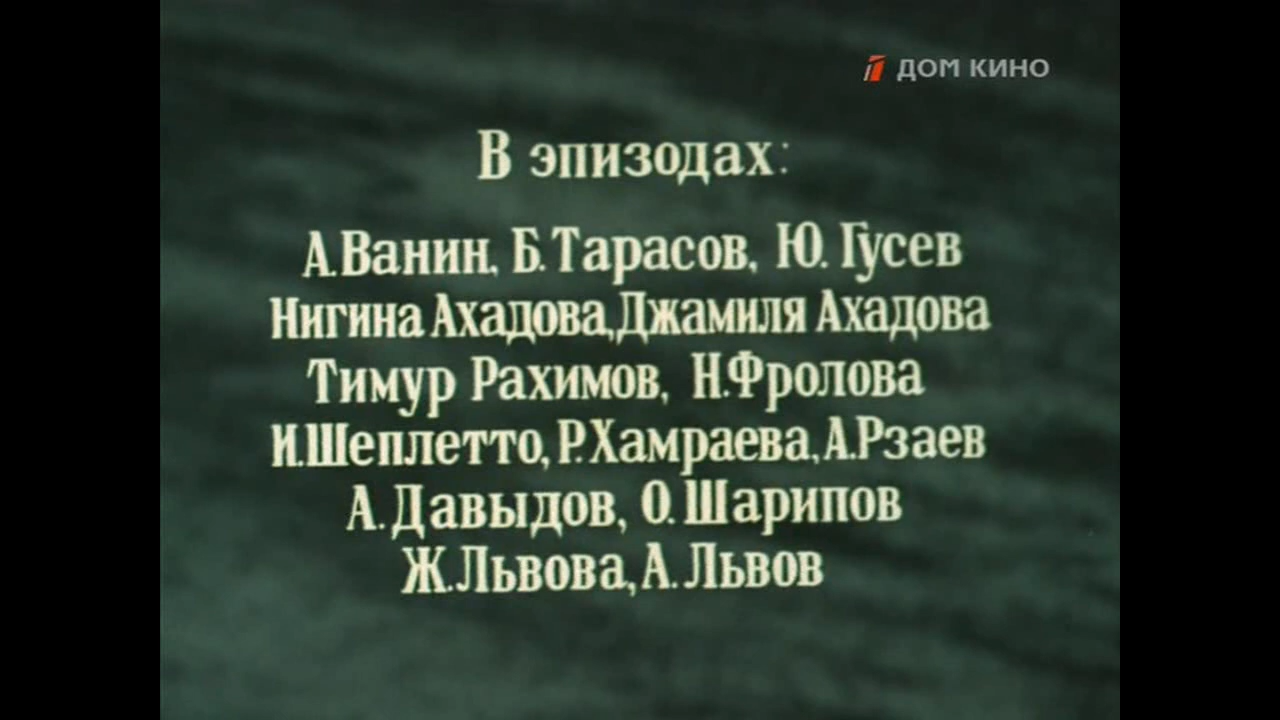 ДОМ КИНО
В эпизодах:
А.Ванин, Б.Тарасов, Ю.Гусев
Нигина Ахадова, Джамиля Ахадова
Тимур Рахимов, Н.Фролова
И.Шеплетто, Р.Хамраева, А.Рзаев
А.Давыдов, О.Шарипов
Ж.Львова, А.Львов